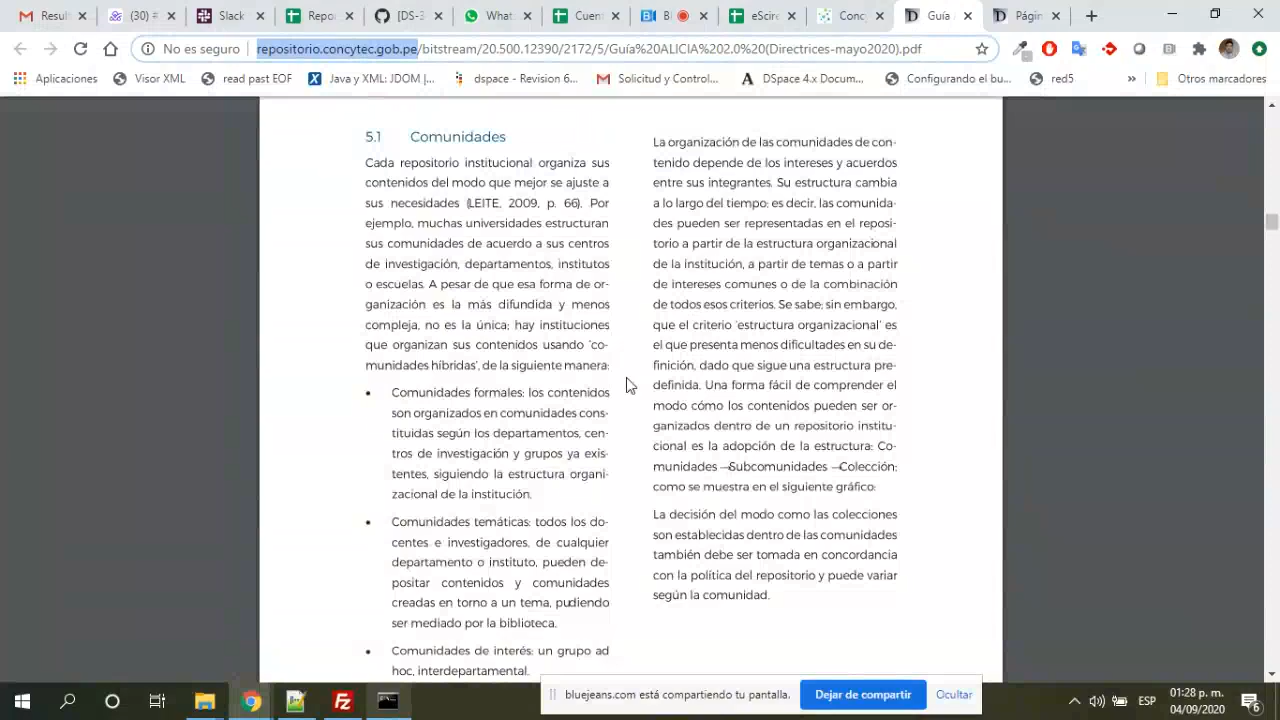 Resul
(30) #
Slack
Repo
[DS-3
What
Cuen
B
eScire
Conc
Guía
Págin
No es seguro
repositorio.concytec.gob.pe/bitstream/20.500.12390/2172/5/Guía%20ALICIA%202.0%20(Directrices-mayo2020).pdf
Aplicaciones
Visor XML
read past EOF
Java y XML: JDOM |...
dspace - Revision 6...
Solicitud y Control...
DSpace 4.x Docum...
Configurando el bu...
red5
»
Otros marcadores
5.1 Comunidades
Cada repositorio institucional organiza sus
contenidos del modo que mejor se ajuste a
sus necesidades (LEITE, 2009, p. 66). Por
ejemplo, muchas universidades estructuran
sus comunidades de acuerdo a sus centros
de investigación, departamentos, institutos
o escuelas. A pesar de que esa forma de or-
ganización es la más difundida y menos
compleja, no es la única; hay instituciones
que organizan sus contenidos usando 'co-
munidades híbridas', de la siguiente manera:
• Comunidades formales: los contenidos
son organizados en comunidades cons-
tituidas según los departamentos, cen-
tros de investigación y grupos ya exis-
tentes, siguiendo la estructura organi-
zacional de la institución.
• Comunidades temáticas: todos los do-
centes e investigadores, de cualquier
departamento o instituto, pueden de-
positar contenidos y comunidades
creadas en torno a un tema, pudiendo
ser mediado por la biblioteca.
• Comunidades de interés: un grupo ad
hoc, interdepartamental.
La organización de las comunidades de con-
tenido depende de los intereses y acuerdos
entre sus integrantes. Su estructura cambia
a lo largo del tiempo; es decir, las comunida-
des pueden ser representadas en el reposi-
torio a partir de la estructura organizacional
de la institución, a partir de temas o a partir
de intereses comunes o de la combinación
de todos esos criterios. Se sabe; sin embargo,
que el criterio 'estructura organizacional' es
el que presenta menos dificultades en su de-
finición, dado que sigue una estructura pre-
definida. Una forma fácil de comprender el
modo cómo los contenidos pueden ser or-
ganizados dentro de un repositorio institu-
cional es la adopción de la estructura: Co-
munidades →Subcomunidades →Colección;
como se muestra en el siguiente gráfico:
La decisión del modo como las colecciones
son establecidas dentro de las comunidades
también debe ser tomada en concordancia
con la política del repositorio y puede variar
según la comunidad.
bluejeans.com está compartiendo tu pantalla.
Dejar de compartir
Ocultar
ESP
01:28 p. m.
04/09/2020
6